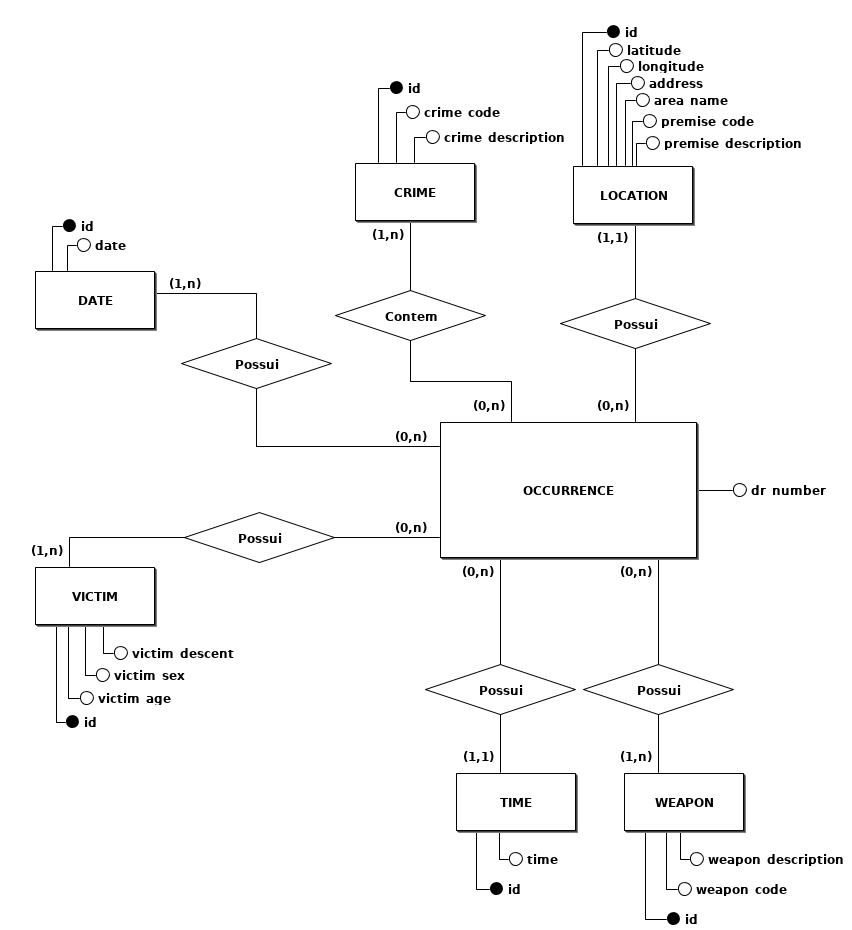 id
latitude
longitude
address
area name
premise code
premise description
LOCATION
(1,1)
Possui
(0,n)
id
crime code
crime description
CRIME
(1,n)
Contem
(0,n)
id
date
DATE
(1,n)
Possui
(0,n)
OCCURRENCE
dr number
(0,n)
Possui
(1,n)
VICTIM
victim descent
victim sex
victim age
id
(0,n)
Possui
(1,1)
TIME
time
id
(0,n)
Possui
(1,n)
WEAPON
weapon description
weapon code
id